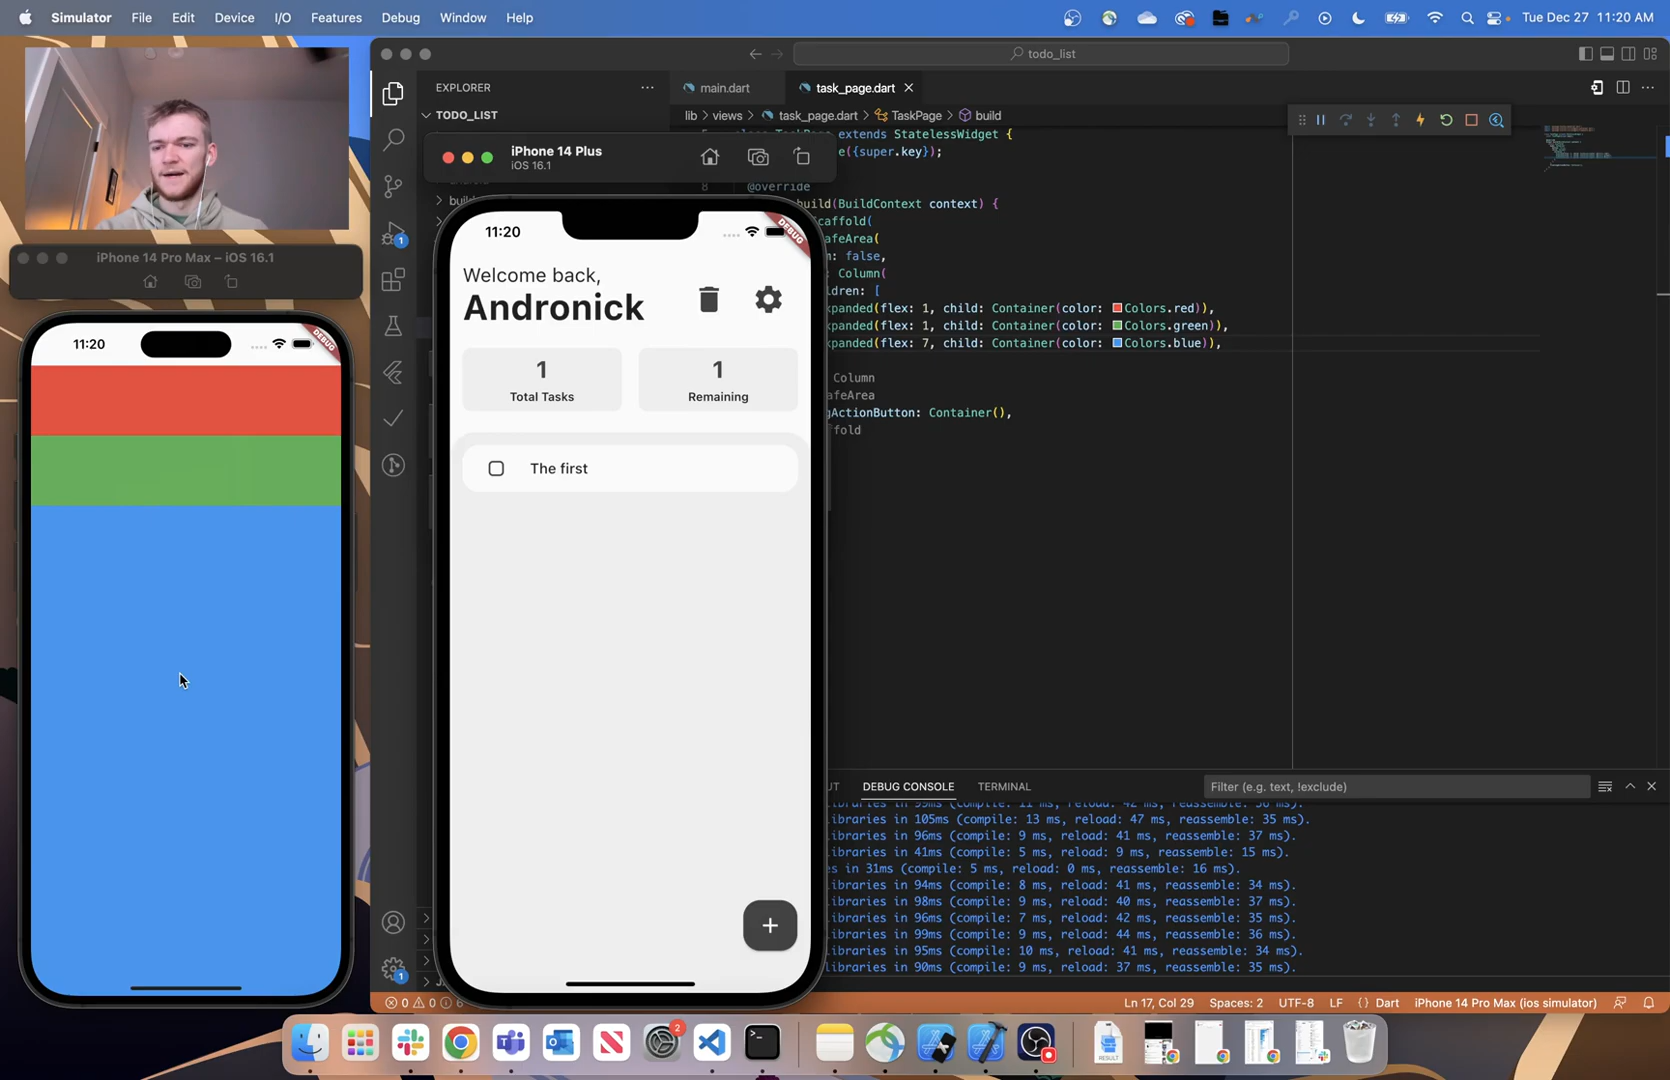 Simulator File Edit Device I/O Features Debug Window Help
Tue Dec 27 11:20 AM
todo_list
EXPLORER
main.dart
task_page.dart
TODO_LIST
lib > views > task_page.dart > TaskPage > build
extends StatelessWidget {
({super.key});
8
@override
build(BuildContext context) {
caffold(
afeArea(
: false,
: Column(
ildren: [
xpanded(flex: 1, child: Container(color: Colors.red)),
xpanded(flex: 1, child: Container(color: Colors.green)),
xpanded(flex: 7, child: Container(color: Colors.blue)),
Column
afeArea
gActionButton: Container(),
fold
iPhone 14 Plus
iOS 16.1
1
iPhone 14 Pro Max – iOS 16.1
11:20
DEBUG
11:20
DEBUG
Welcome back,
Andronick
1
Total Tasks
1
Remaining
The first
+
UT
DEBUG CONSOLE
TERMINAL
Filter (e.g. text, !exclude)
ibraries in 105ms (compile: 13 ms, reload: 47 ms, reassemble: 35 ms).
ibraries in 96ms (compile: 9 ms, reload: 41 ms, reassemble: 37 ms).
ibraries in 41ms (compile: 5 ms, reload: 9 ms, reassemble: 15 ms).
es in 31ms (compile: 5 ms, reload: 0 ms, reassemble: 16 ms).
ibraries in 94ms (compile: 8 ms, reload: 41 ms, reassemble: 34 ms).
ibraries in 98ms (compile: 9 ms, reload: 40 ms, reassemble: 37 ms).
ibraries in 96ms (compile: 7 ms, reload: 42 ms, reassemble: 35 ms).
ibraries in 99ms (compile: 9 ms, reload: 44 ms, reassemble: 36 ms).
ibraries in 95ms (compile: 10 ms, reload: 41 ms, reassemble: 34 ms).
ibraries in 90ms (compile: 9 ms, reload: 37 ms, reassemble: 35 ms).
1
0 0 6
Ln 17, Col 29 Spaces: 2 UTF-8 LF { } Dart iPhone 14 Pro Max (ios simulator)
2
RESULT